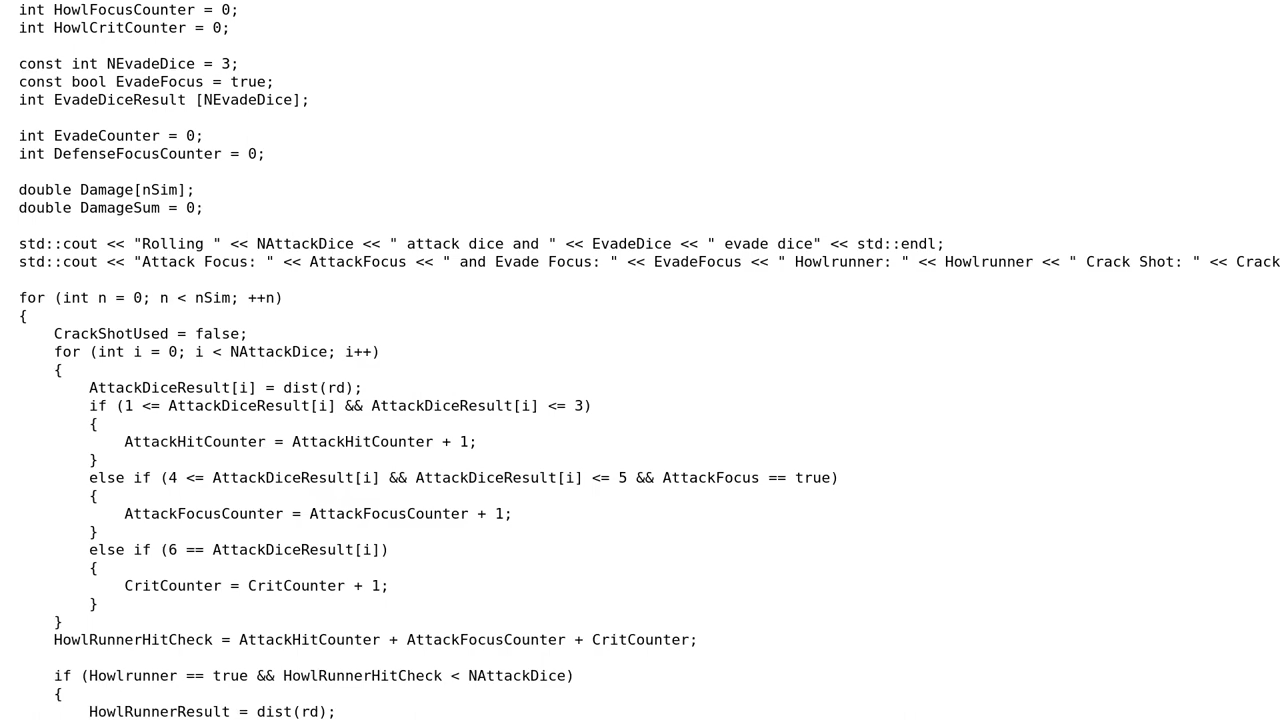 int HowlFocusCounter = 0;
int HowlCritCounter = 0;
const int NEvadeDice = 3;
const bool EvadeFocus = true;
int EvadeDiceResult [NEvadeDice];
int EvadeCounter = 0;
int DefenseFocusCounter = 0;
double Damage[nSim];
double DamageSum = 0;
std::cout << "Rolling " << NAttackDice << " attack dice and " << EvadeDice << " evade dice" << std::endl;
std::cout << "Attack Focus: " << AttackFocus << " and Evade Focus: " << EvadeFocus << " Howlrunner: " << Howlrunner << " Crack Shot: " << Crack
for (int n = 0; n < nSim; ++n)
{
CrackShotUsed = false;
for (int i = 0; i < NAttackDice; i++)
{
AttackDiceResult[i] = dist(rd);
if (1 <= AttackDiceResult[i] && AttackDiceResult[i] <= 3)
{
AttackHitCounter = AttackHitCounter + 1;
}
else if (4 <= AttackDiceResult[i] && AttackDiceResult[i] <= 5 && AttackFocus == true)
{
AttackFocusCounter = AttackFocusCounter + 1;
}
else if (6 == AttackDiceResult[i])
{
CritCounter = CritCounter + 1;
}
}
HowlRunnerHitCheck = AttackHitCounter + AttackFocusCounter + CritCounter;
if (Howlrunner == true && HowlRunnerHitCheck < NAttackDice)
{
HowlRunnerResult = dist(rd);